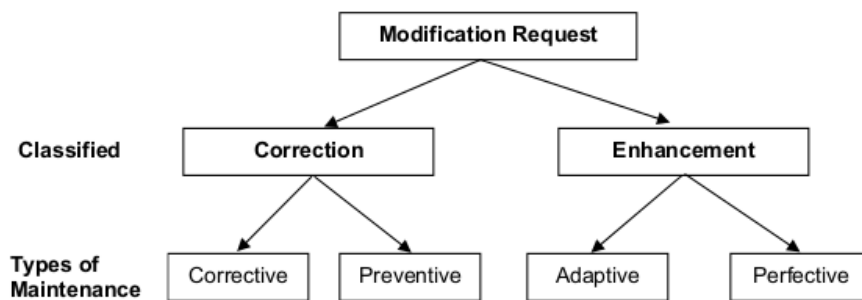 Modification Request
Classified
Correction
Enhancement
Types of
Maintenance
Corrective
Preventive
Adaptive
Perfective